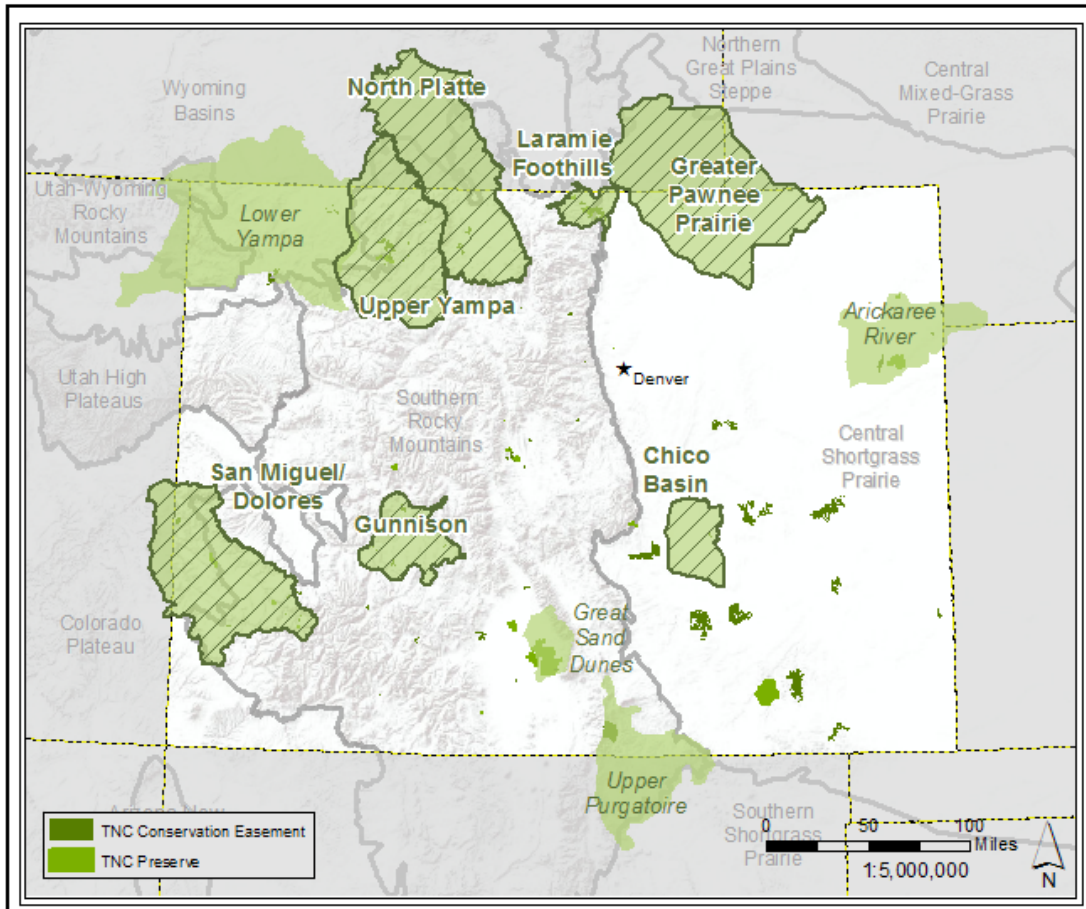 Northern
Great Plains
Steppe
Central
Mixed-Grass
Prairie
Wyoming
Basins
North Platte
Laramie
Foothills
Greater
Pawnee
Prairie
Utah-Wyoming
Rocky
Mountains
Lower
Yampa
Upper Yampa
Arickaree
River
Utah High
Plateaus
Denver
Southern
Rocky
Mountains
Central
Shortgrass
Prairie
Chico
Basin
San Miguel/
Dolores
Gunnison
Colorado
Plateau
Great
Sand
Dunes
Upper
Purgatoire
Southern
Shortgrass
Prairie
TNC Conservation Easement
TNC Preserve
0 50 100
Miles
1:5,000,000
N